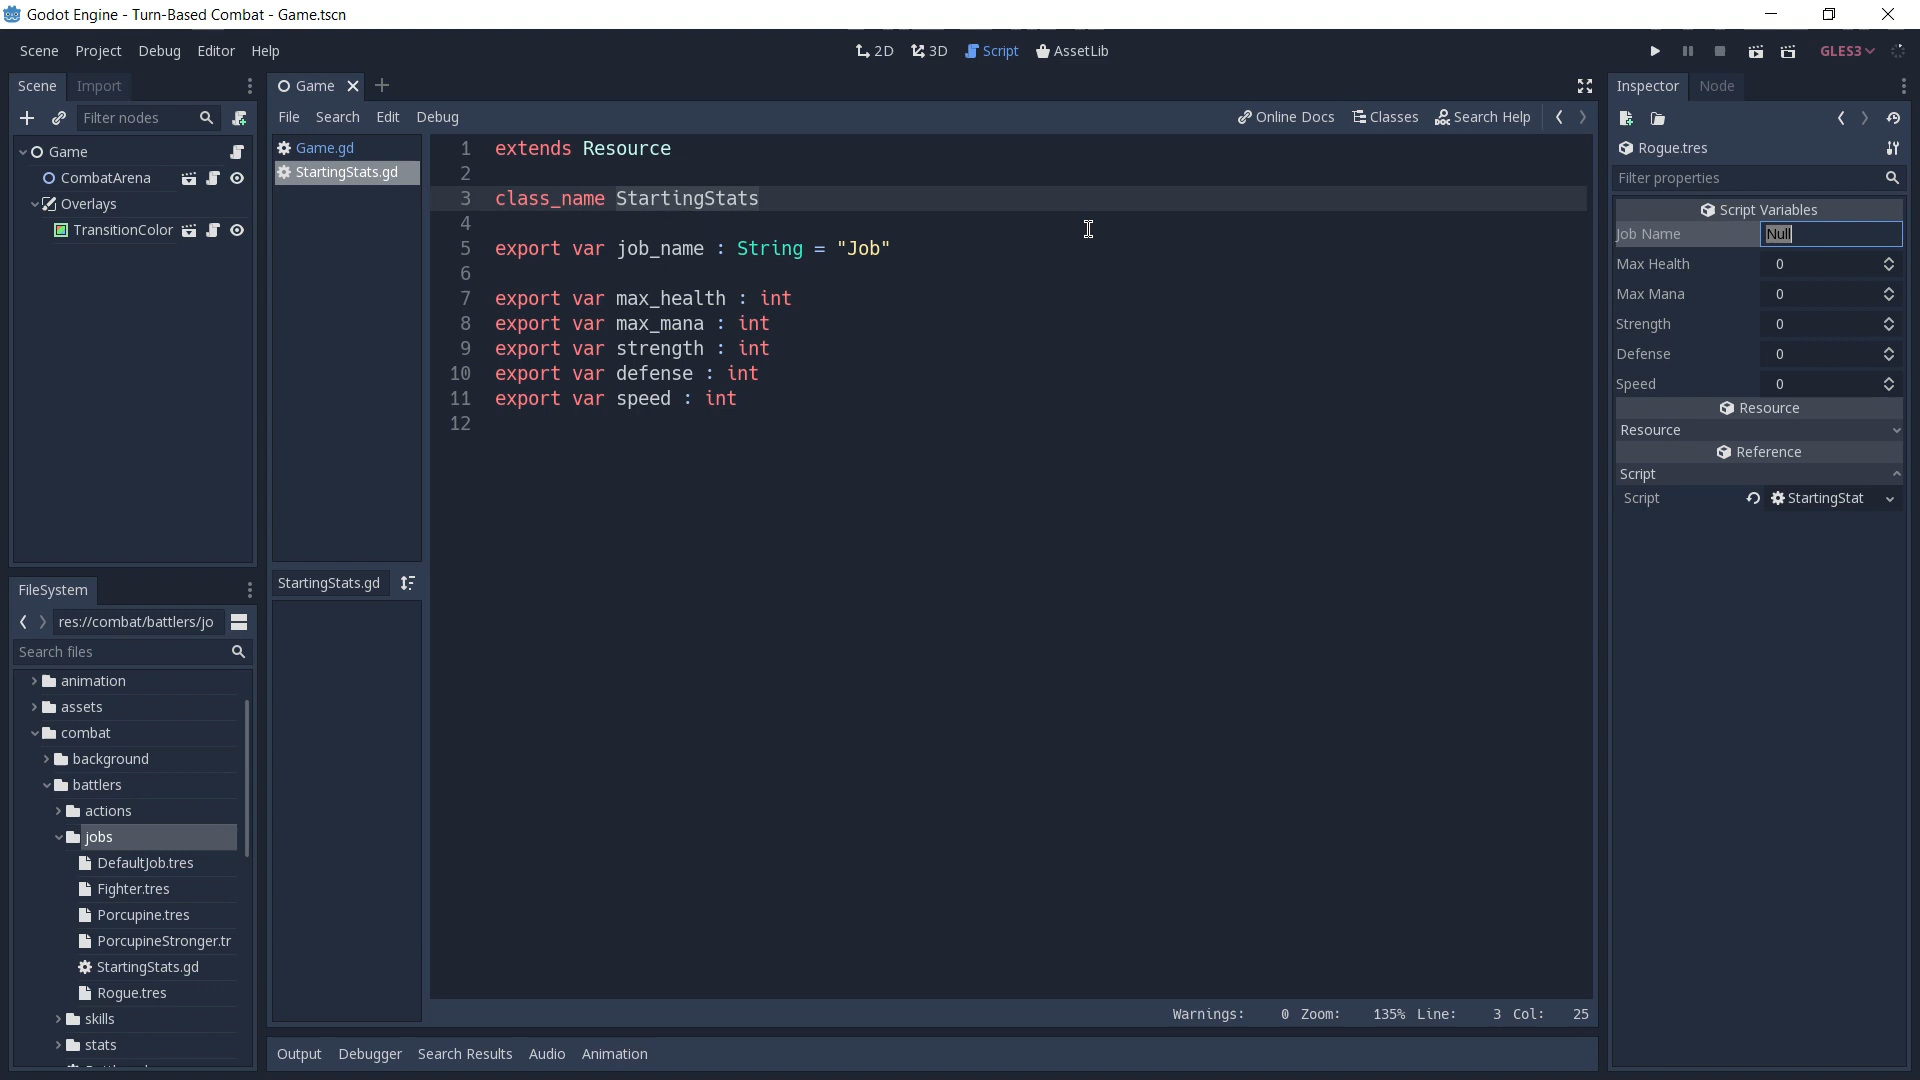 Godot Engine - Turn-Based Combat - Game.tscn
Scene Project Debug Editor Help
2D 3D Script AssetLib
GLES3
Scene Import
Filter nodes
Game
CombatArena
Overlays
TransitionColor
FileSystem
res://combat/battlers/jo
Search files
animation
assets
combat
background
battlers
actions
jobs
DefaultJob.tres
Fighter.tres
Porcupine.tres
PorcupineStronger.tr
StartingStats.gd
Rogue.tres
skills
stats
Game
File Search Edit Debug
Online Docs Classes Search Help
Game.gd
StartingStats.gd
StartingStats.gd
1 extends Resource
2
3 class_name StartingStats
4
5 export var job_name : String = "Job"
6
7 export var max_health : int
8 export var max_mana : int
9 export var strength : int
10 export var defense : int
11 export var speed : int
12
Warnings: 0 Zoom: 135% Line: 3 Col: 25
Output Debugger Search Results Audio Animation
Inspector Node
Rogue.tres
Filter properties
Script Variables
Job Name Null
Max Health 0
Max Mana 0
Strength 0
Defense 0
Speed 0
Resource
Resource
Reference
Script
Script StartingStat